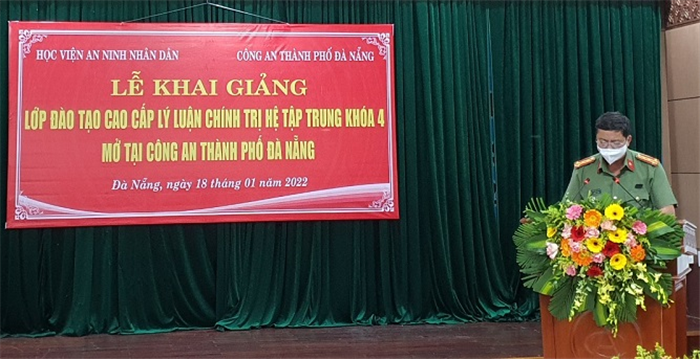 HỌC VIỆN AN NINH NHÂN DÂN CÔNG AN THÀNH PHỐ ĐÀ NẴNG
LỄ KHAI GIẢNG
LỚP ĐÀO TẠO CAO CẤP LÝ LUẬN CHÍNH TRỊ HỆ TẬP TRUNG KHÓA 4
MỞ TẠI CÔNG AN THÀNH PHỐ ĐÀ NẴNG
Đà Nẵng, ngày 18 tháng 01 năm 2022